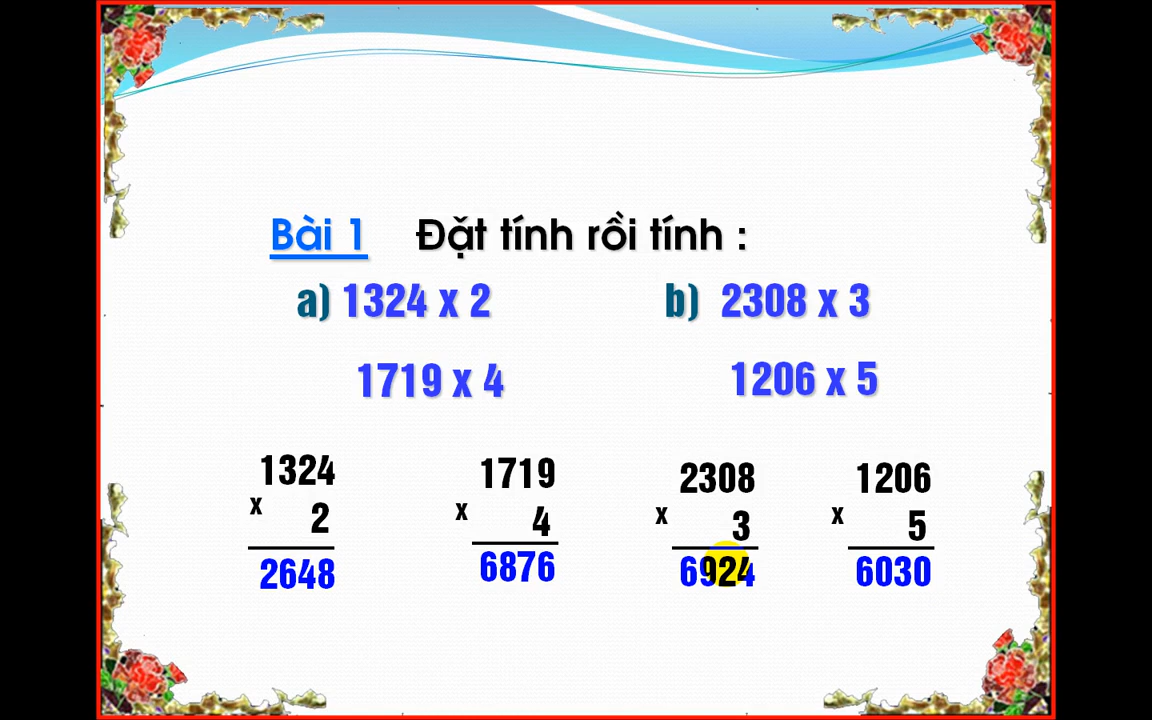 Bài 1 Đặt tính rồi tính :
a) 1324 x 2 b) 2308 x 3
1719 x 4 1206 x 5
1324 1719 2308 1206
x 2 x 4 x 3 x 5
2648 6876 6924 6030